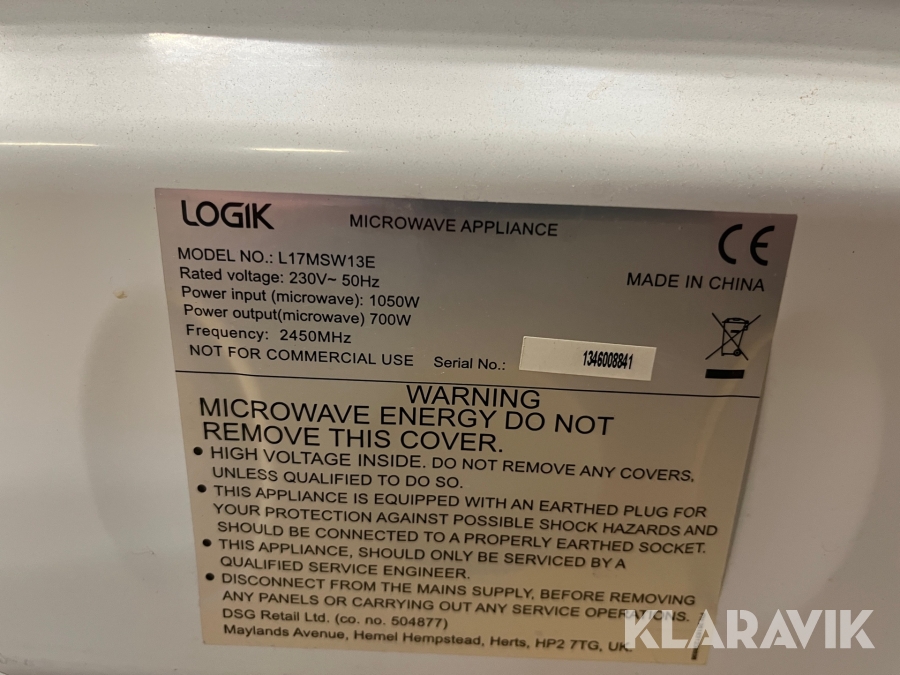 LOGIK
MICROWAVE APPLIANCE
CE
MODEL NO.: L17MSW13E
Rated voltage: 230V~ 50Hz
MADE IN CHINA
Power input (microwave): 1050W
Power output(microwave) 700W
Frequency: 2450MHz
NOT FOR COMMERCIAL USE Serial No.: 1346008841
WARNING
MICROWAVE ENERGY DO NOT
REMOVE THIS COVER.
• HIGH VOLTAGE INSIDE. DO NOT REMOVE ANY COVERS,
UNLESS QUALIFIED TO DO SO.
• THIS APPLIANCE IS EQUIPPED WITH AN EARTHED PLUG FOR
YOUR PROTECTION AGAINST POSSIBLE SHOCK HAZARDS AND
SHOULD BE CONNECTED TO A PROPERLY EARTHED SOCKET.
• THIS APPLIANCE, SHOULD ONLY BE SERVICED BY A
QUALIFIED SERVICE ENGINEER.
• DISCONNECT FROM THE MAINS SUPPLY, BEFORE REMOVING
ANY PANELS OR CARRYING OUT ANY SERVICE OPERATIONS.
DSG Retail Ltd. (co. no. 504877)
Maylands Avenue, Hemel Hempstead, Herts, HP2 7TG, UK.
KLARAVIK